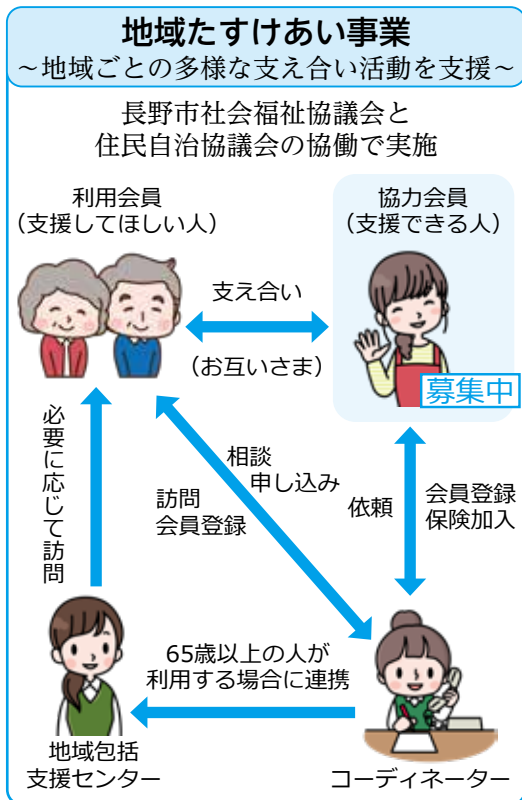 地域たすけあい事業
～地域ごとの多様な支え合い活動を支援～
長野市社会福祉協議会と
住民自治協議会の協働で実施
利用会員
（支援してほしい人）
協力会員
（支援できる人）
支え合い
（お互いさま）
募集中
必要に応じて訪問
相談
申し込み
訪問
会員登録
依頼
会員登録
保険加入
65歳以上の人が
利用する場合に連携
地域包括
支援センター
コーディネーター